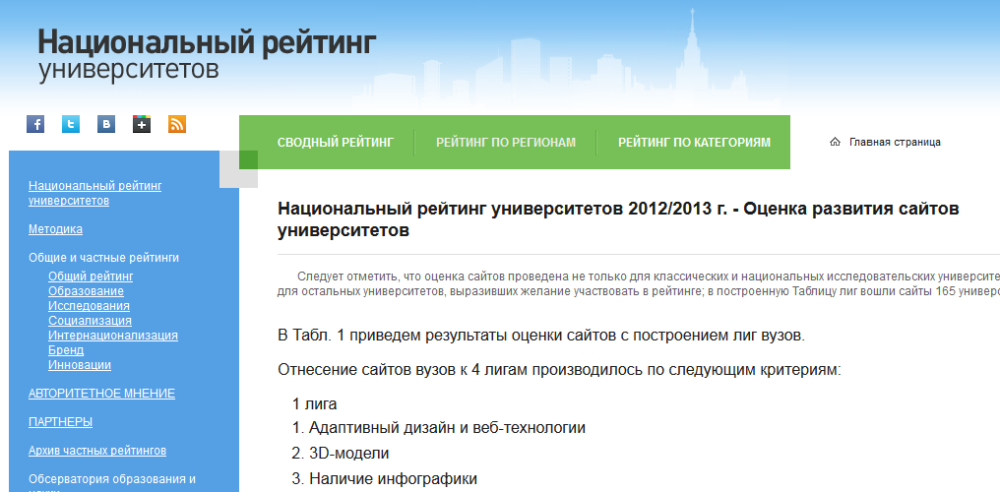 Национальный рейтинг
университетов
СВОДНЫЙ РЕЙТИНГ
РЕЙТИНГ ПО РЕГИОНАМ
РЕЙТИНГ ПО КАТЕГОРИЯМ
Главная страница
Национальный рейтинг
университетов
Методика
Общие и частные рейтинги
Общий рейтинг
Образование
Исследования
Социализация
Интернационализация
Бренд
Инновации
АВТОРИТЕТНОЕ МНЕНИЕ
ПАРТНЕРЫ
Архив частных рейтингов
Обсерватория образования и
Национальный рейтинг университетов 2012/2013 г. - Оценка развития сайтов
университетов
Следует отметить, что оценка сайтов проведена не только для классических и национальных исследовательских университе
для остальных университетов, выразивших желание участвовать в рейтинге; в построенную Таблицу лиг вошли сайты 165 универс
В Табл. 1 приведем результаты оценки сайтов с построением лиг вузов.
Отнесение сайтов вузов к 4 лигам производилось по следующим критериям:
1 лига
1. Адаптивный дизайн и веб-технологии
2. 3D-модели
3. Наличие инфографики